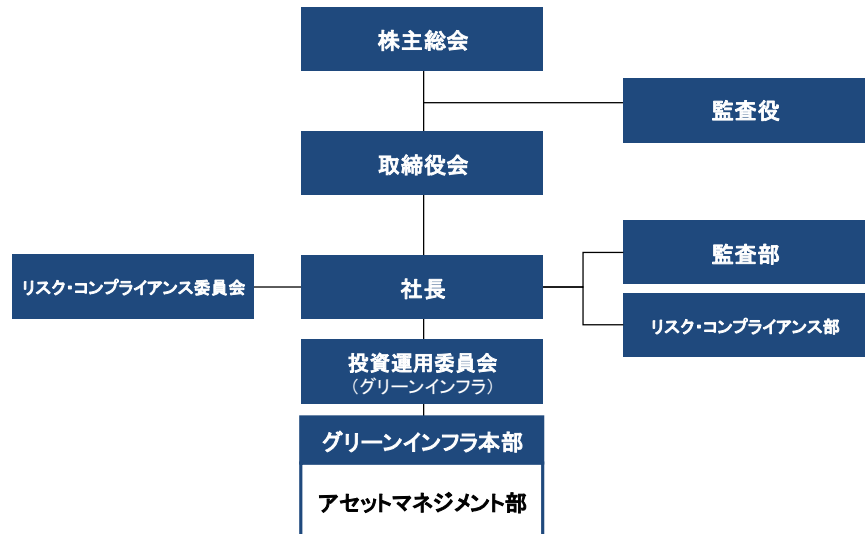 株主総会
監査役
取締役会
監査部
リスク・コンプライアンス委員会
社長
リスク・コンプライアンス部
投資運用委員会
（グリーンインフラ）
グリーンインフラ本部
アセットマネジメント部